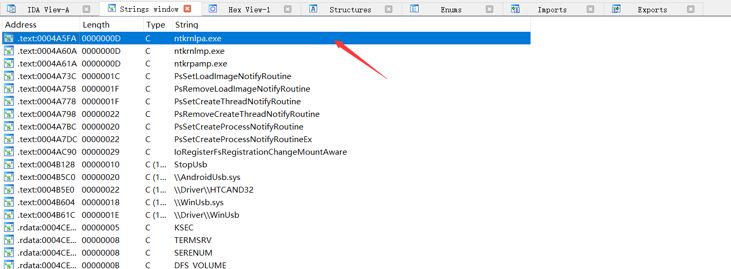 IDA View-A Strings window Hex View-1 Structures Enums Imports Exports
Address Length Type String
.text:0004A5FA 0000000D C ntkrnlpa.exe
.text:0004A60A 0000000D C ntkrnlmp.exe
.text:0004A61A 0000000D C ntkrpamp.exe
.text:0004A73C 0000001C C PsSetLoadImageNotifyRoutine
.text:0004A758 0000001F C PsRemoveLoadImageNotifyRoutine
.text:0004A778 0000001F C PsSetCreateThreadNotifyRoutine
.text:0004A798 00000022 C PsRemoveCreateThreadNotifyRoutine
.text:0004A7BC 00000020 C PsSetCreateProcessNotifyRoutine
.text:0004A7DC 00000022 C PsSetCreateProcessNotifyRoutineEx
.text:0004AC90 00000029 C IoRegisterFsRegistrationChangeMountAware
.text:0004B128 00000010 C (1... StopUsb
.text:0004B5C0 00000020 C (1... \\AndroidUsb.sys
.text:0004B5E0 00000022 C (1... \\Driver\\HTCAND32
.text:0004B604 00000018 C (1... \\WinUsb.sys
.text:0004B61C 0000001E C (1... \\Driver\\WinUsb
.rdata:0004CE... 00000005 C KSEC
.rdata:0004CE... 00000008 C TERMSRV
.rdata:0004CE... 00000008 C SERENUM
.rdata:0004CE... 0000000B C DFS_VOLUME